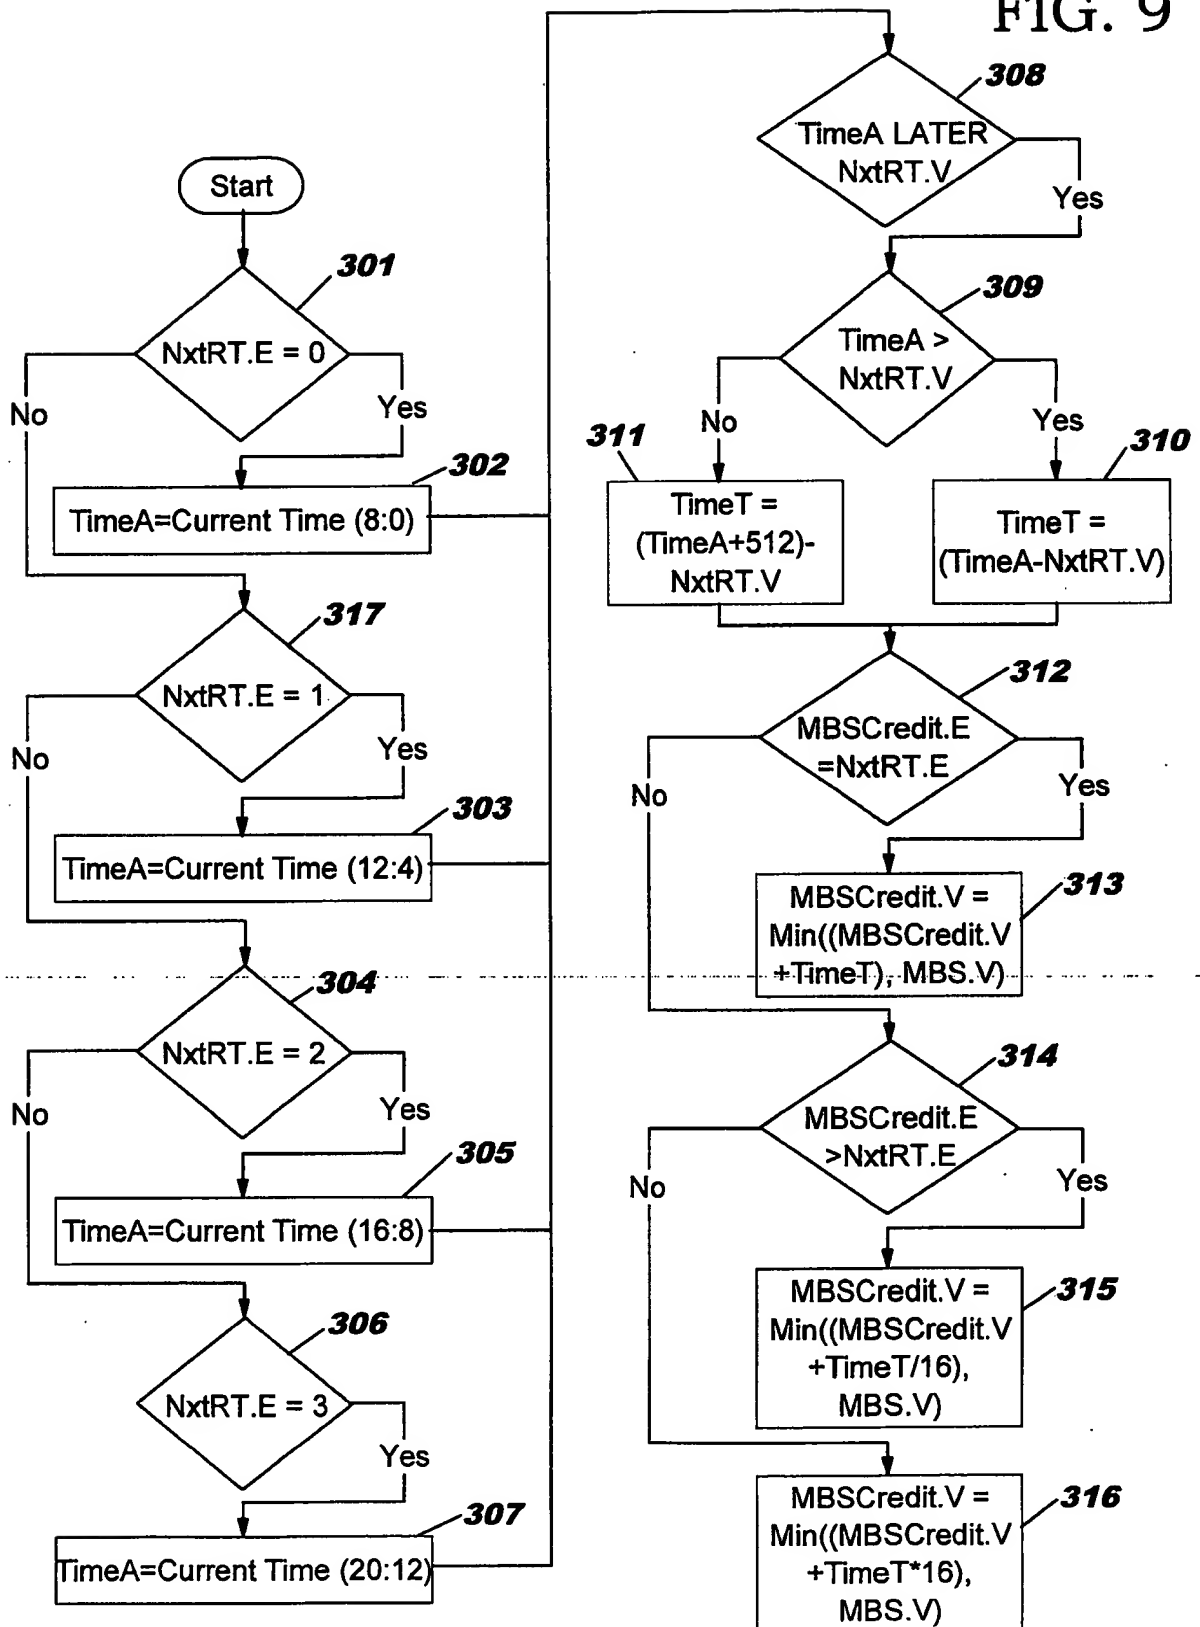 FIG. 9
Start
301
NxtRT.E = 0
No
Yes
302
TimeA=Current Time (8:0)
317
NxtRT.E = 1
No
Yes
303
TimeA=Current Time (12:4)
304
NxtRT.E = 2
No
Yes
305
TimeA=Current Time (16:8)
306
NxtRT.E = 3
Yes
307
TimeA=Current Time (20:12)
308
TimeA LATER
NxtRT.V
Yes
309
TimeA >
NxtRT.V
No
Yes
311
TimeT =
(TimeA+512)-
NxtRT.V
310
TimeT =
(TimeA-NxtRT.V)
312
MBSCredit.E
=NxtRT.E
No
Yes
313
MBSCredit.V =
Min((MBSCredit.V
+TimeT), MBS.V)
314
MBSCredit.E
>NxtRT.E
No
Yes
315
MBSCredit.V =
Min((MBSCredit.V
+TimeT/16),
MBS.V)
316
MBSCredit.V =
Min((MBSCredit.V
+TimeT*16),
MBS.V)